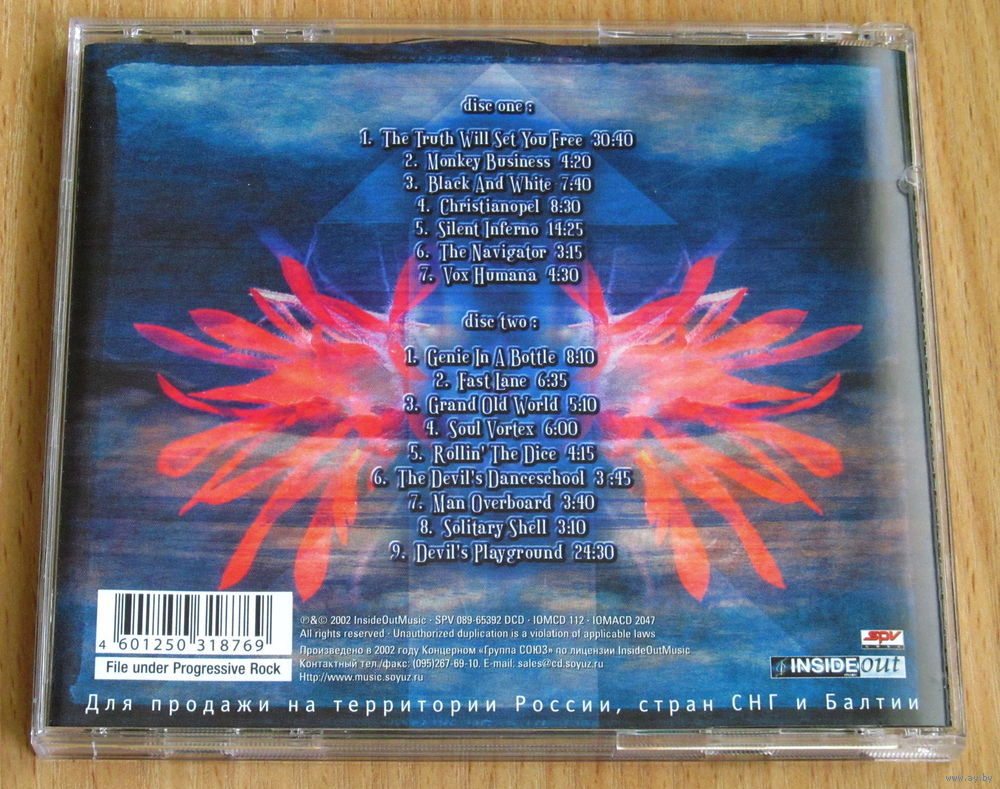 disc one :
1. The Truth Will Set You Free 30:40
2. Monkey Business 4:20
3. Black And White 7:40
4. Christianopel 8:30
5. Silent Inferno 14:25
6. The Navigator 3:15
7. Vox Humana 4:30
disc two :
1. Genie In A Bottle 8:10
2. Fast Lane 6:35
3. Grand Old World 5:10
4. Soul Vortex 6:00
5. Rollin' The Dice 4:15
6. The Devil's Danceschool 3 :45
7. Man Overboard 3:40
8. Solitary Shell 3:10
9. Devil's Playground 24:30
4 601250 318769
File under Progressive Rock
℗&© 2002 InsideOutMusic · SPV 089-65392 DCD · IOMCD 112 · IOMACD 2047
All rights reserved · Unauthorized duplication is a violation of applicable laws
Произведено в 2002 году Концерном «Группа СОЮЗ» по лицензии InsideOutMusic
Контактный тел./факс: (095)267-69-10. E-mail: sales@cd.soyuz.ru
Http://www.music.soyuz.ru
SPV
INSIDEout
Для продажи на территории России, стран СНГ и Балтии
www.ay.by